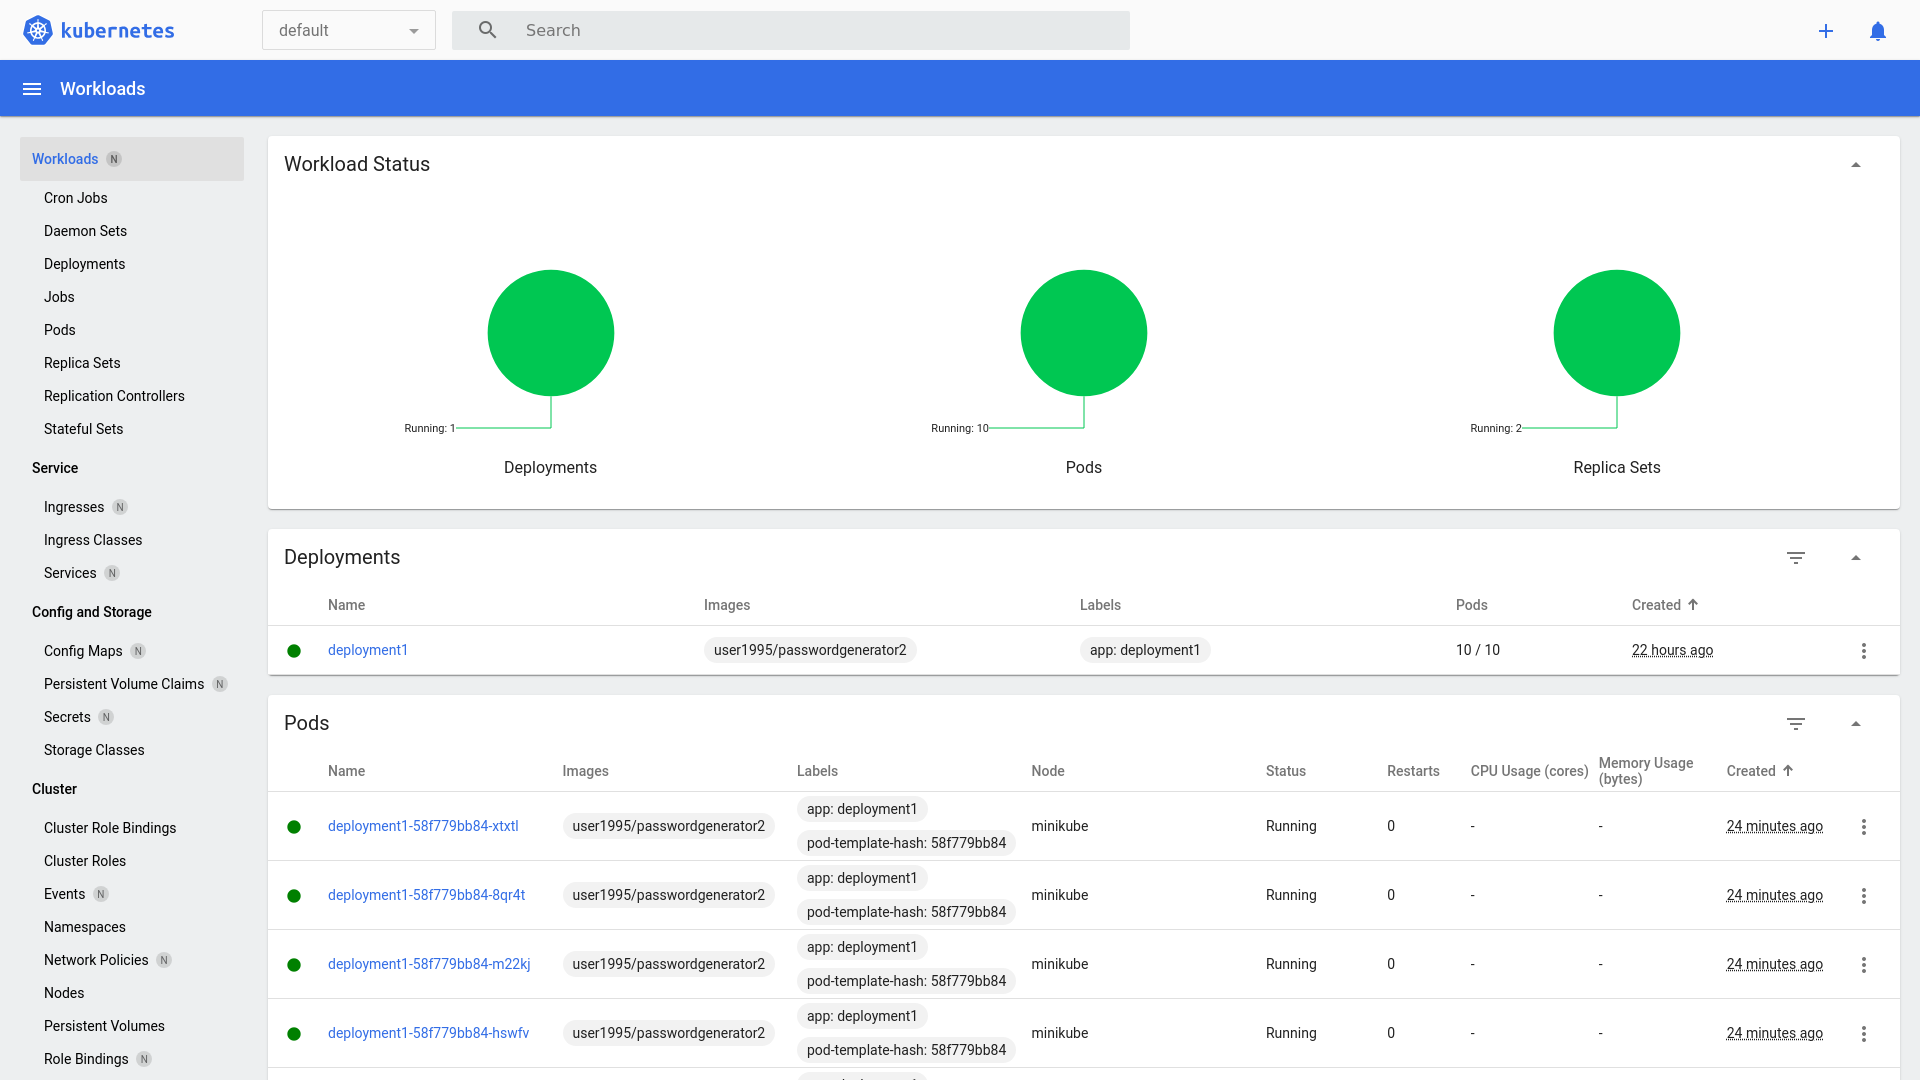 kubernetes
default
Search
Workloads
Workloads N
Cron Jobs
Daemon Sets
Deployments
Jobs
Pods
Replica Sets
Replication Controllers
Stateful Sets
Service
Ingresses N
Ingress Classes
Services N
Config and Storage
Config Maps N
Persistent Volume Claims N
Secrets N
Storage Classes
Cluster
Cluster Role Bindings
Cluster Roles
Events N
Namespaces
Network Policies N
Nodes
Persistent Volumes
Role Bindings N
Workload Status
Running: 1
Deployments
Running: 10
Pods
Running: 2
Replica Sets
Deployments
Name Images Labels Pods Created
deployment1 user1995/passwordgenerator2 app: deployment1 10 / 10 22 hours ago
Pods
Name Images Labels Node Status Restarts CPU Usage (cores) Memory Usage (bytes) Created
app: deployment1
deployment1-58f779bb84-xtxtl user1995/passwordgenerator2 minikube Running 0 - - 24 minutes ago
pod-template-hash: 58f779bb84
app: deployment1
deployment1-58f779bb84-8qr4t user1995/passwordgenerator2 minikube Running 0 - - 24 minutes ago
pod-template-hash: 58f779bb84
app: deployment1
deployment1-58f779bb84-m22kj user1995/passwordgenerator2 minikube Running 0 - - 24 minutes ago
pod-template-hash: 58f779bb84
app: deployment1
deployment1-58f779bb84-hswfv user1995/passwordgenerator2 minikube Running 0 - - 24 minutes ago
pod-template-hash: 58f779bb84